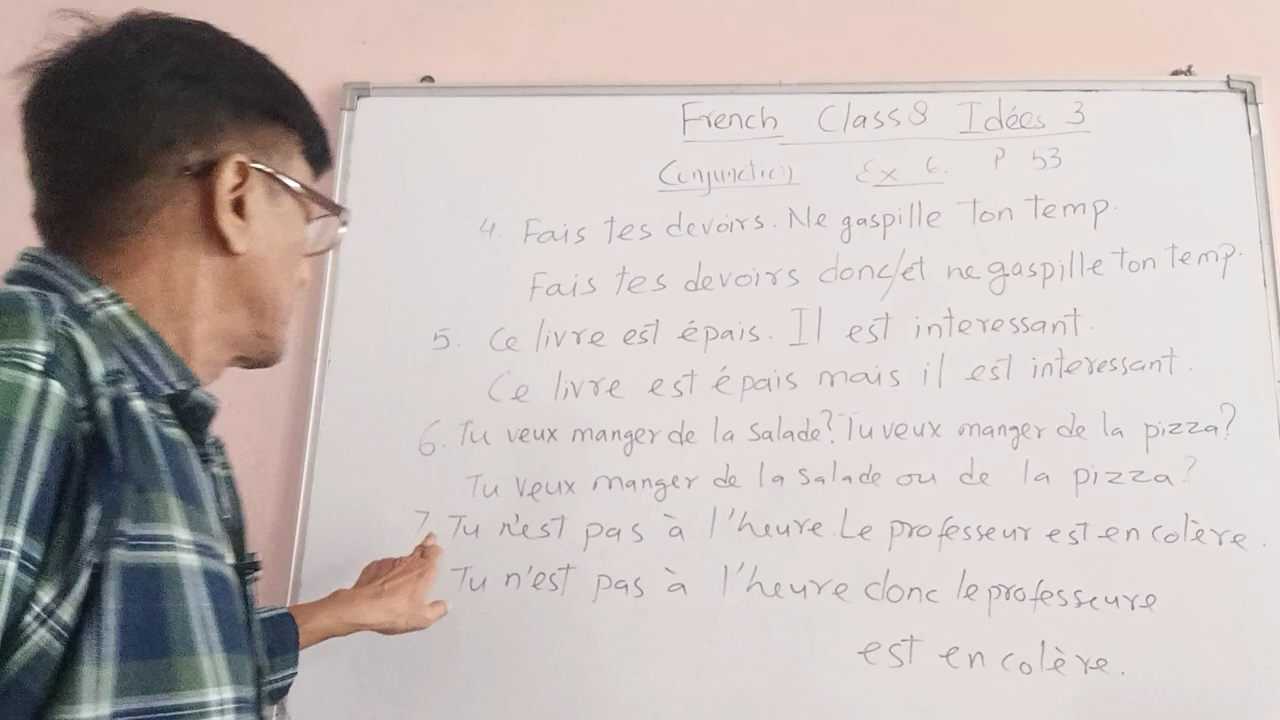 French Class 8 Idées 3
Conjunction Ex 6. P. 53
4. Fais tes devoirs. Ne gaspille ton temp.
Fais tes devoirs donc/et ne gaspille ton temp.
5. Ce livre est épais. Il est interessant.
Ce livre est épais mais il est interessant.
6. Tu veux manger de la salade? Tu veux manger de la pizza?
Tu veux manger de la salade ou de la pizza?
7. Tu n'est pas à l'heure. Le professeur est en colère.
Tu n'est pas à l'heure donc le professeure
est en colère.